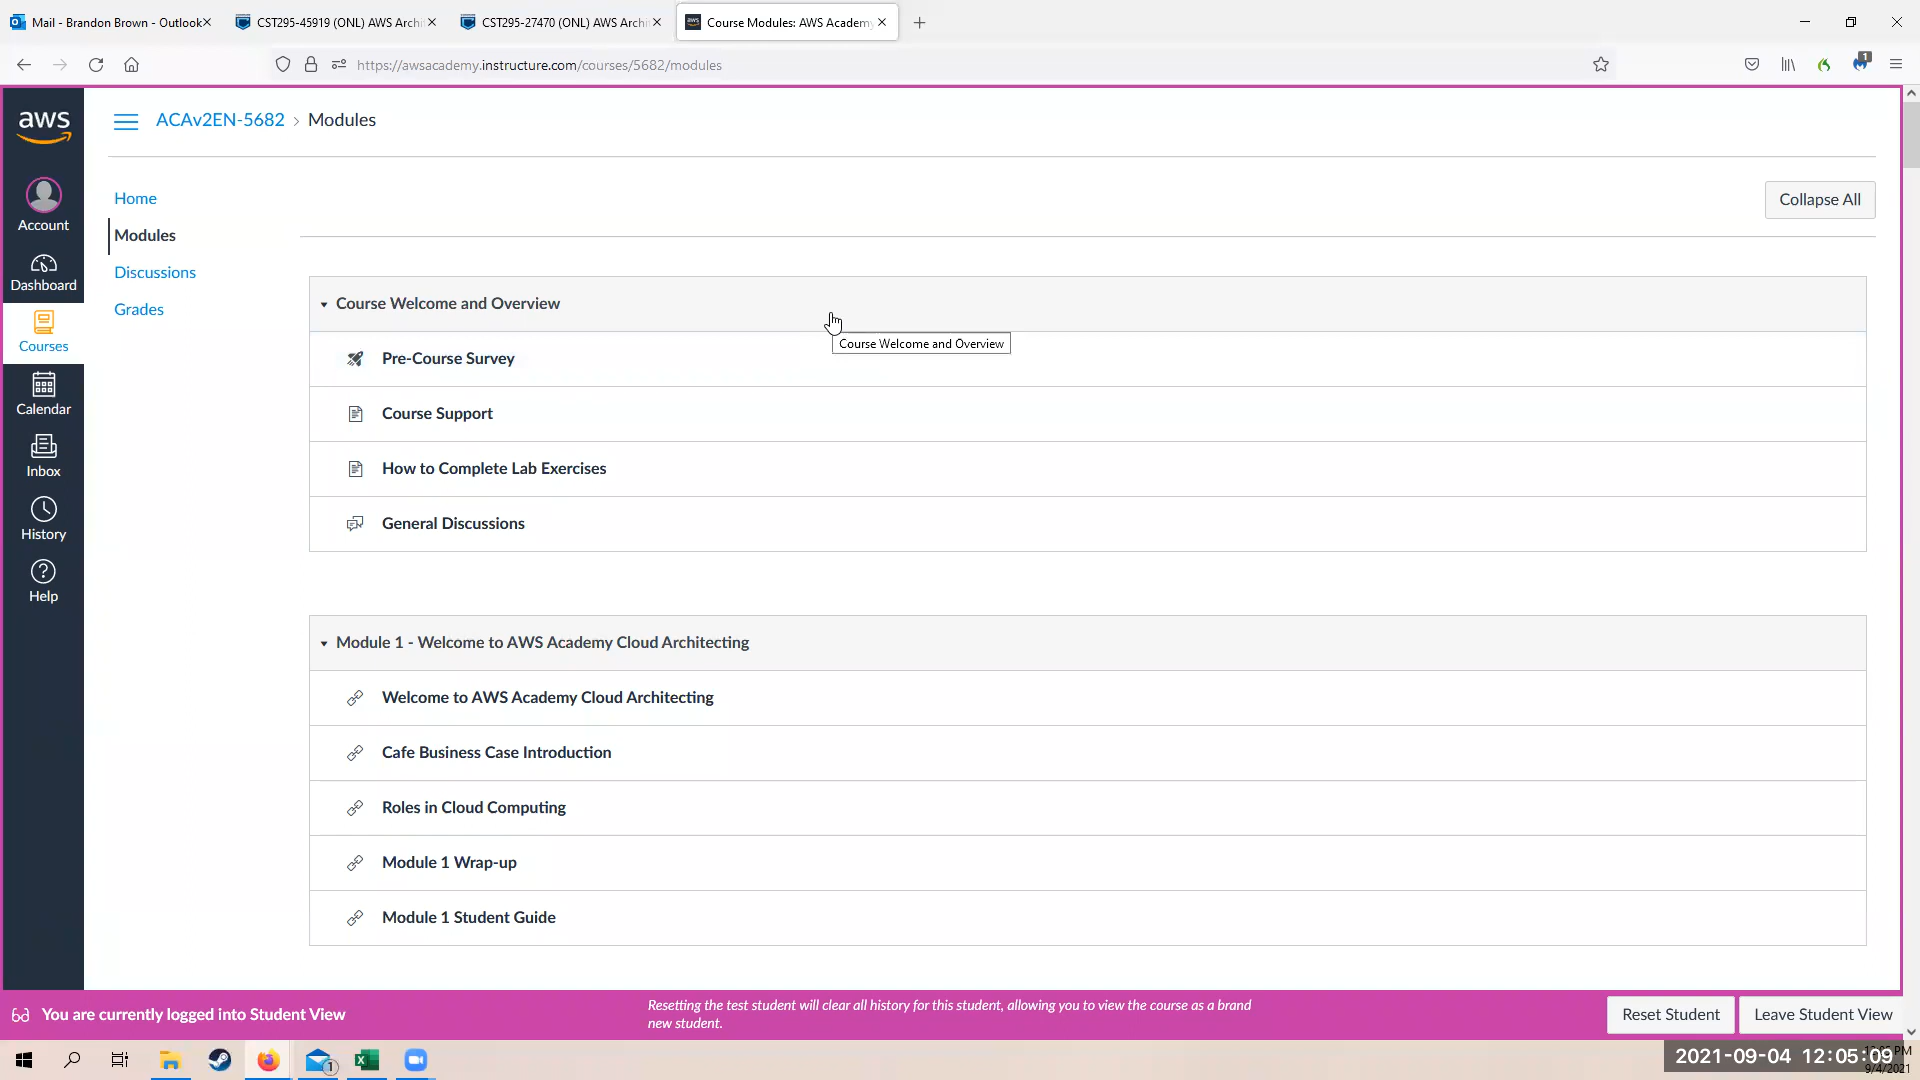 Mail - Brandon Brown - Outlook
CST295-45919 (ONL) AWS Archi
CST295-27470 (ONL) AWS Archi
Course Modules: AWS Academy
https://awsacademy.instructure.com/courses/5682/modules
1
aws
ACAv2EN-5682 > Modules
Account
Dashboard
Courses
Calendar
Inbox
History
Help
Home
Modules
Discussions
Grades
Collapse All
Course Welcome and Overview
Course Welcome and Overview
Pre-Course Survey
Course Support
How to Complete Lab Exercises
General Discussions
Module 1 - Welcome to AWS Academy Cloud Architecting
Welcome to AWS Academy Cloud Architecting
Cafe Business Case Introduction
Roles in Cloud Computing
Module 1 Wrap-up
Module 1 Student Guide
You are currently logged into Student View
Resetting the test student will clear all history for this student, allowing you to view the course as a brand
new student.
Reset Student
Leave Student View
1
2021-09-04 12:05:09
PM
9/4/2021